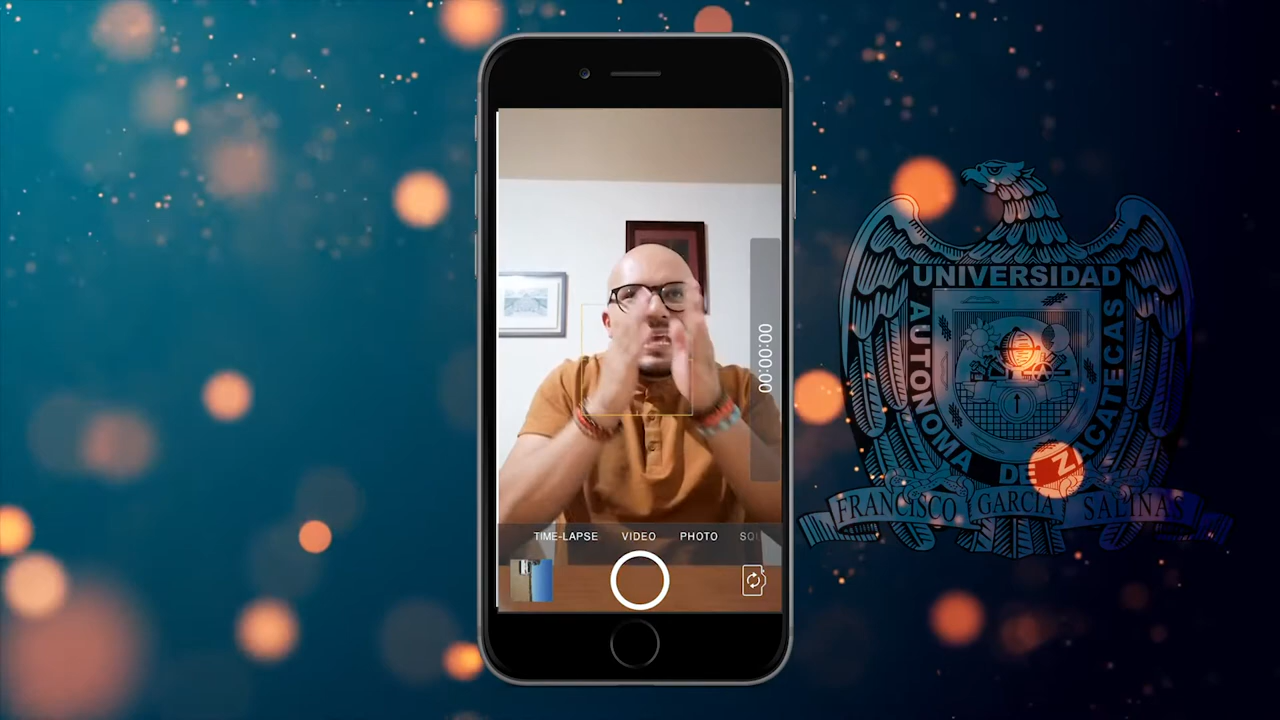 UNIVERSIDAD
AUTONOMA DE ZACATECAS
FRANCISCO GARCIA SALINAS
00:00:00
TIME-LAPSE VIDEO PHOTO